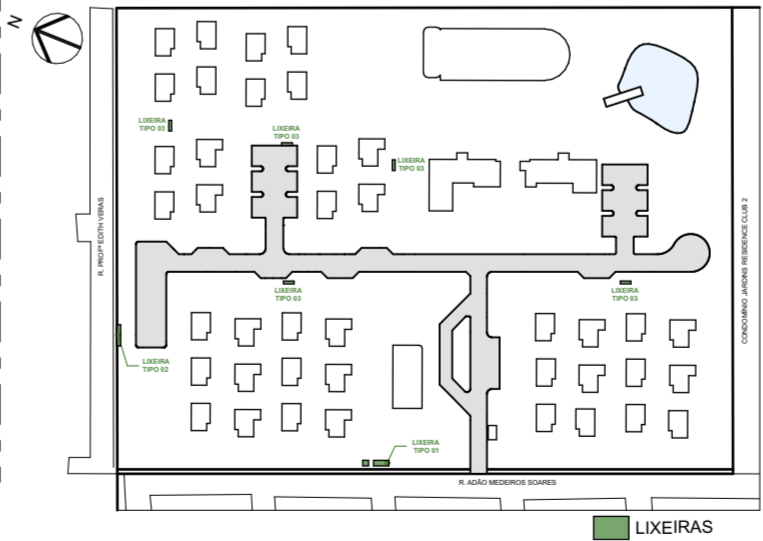 N
LIXEIRA
TIPO 03
LIXEIRA
TIPO 03
LIXEIRA
TIPO 03
R. PROFª EDITH VERAS
CONDOMÍNIO JARDINS RESIDENCE CLUB 2
LIXEIRA
TIPO 03
LIXEIRA
TIPO 03
LIXEIRA
TIPO 02
LIXEIRA
TIPO 01
R. ADÃO MEDEIROS SOARES
LIXEIRAS